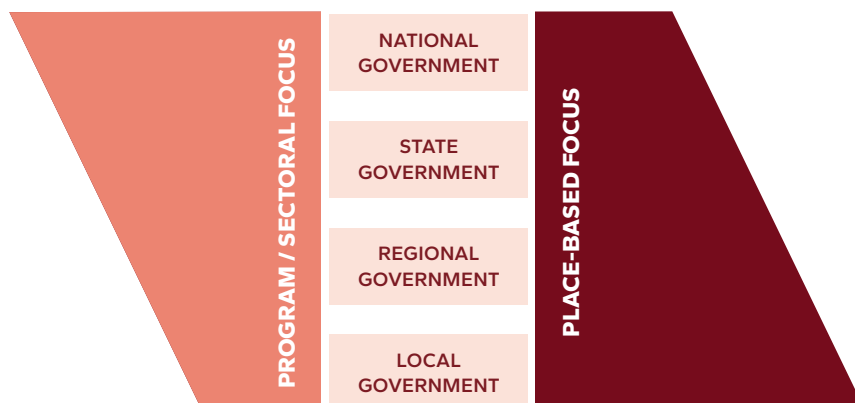 PROGRAM / SECTORAL FOCUS
NATIONAL
GOVERNMENT
STATE
GOVERNMENT
REGIONAL
GOVERNMENT
LOCAL
GOVERNMENT
PLACE-BASED FOCUS